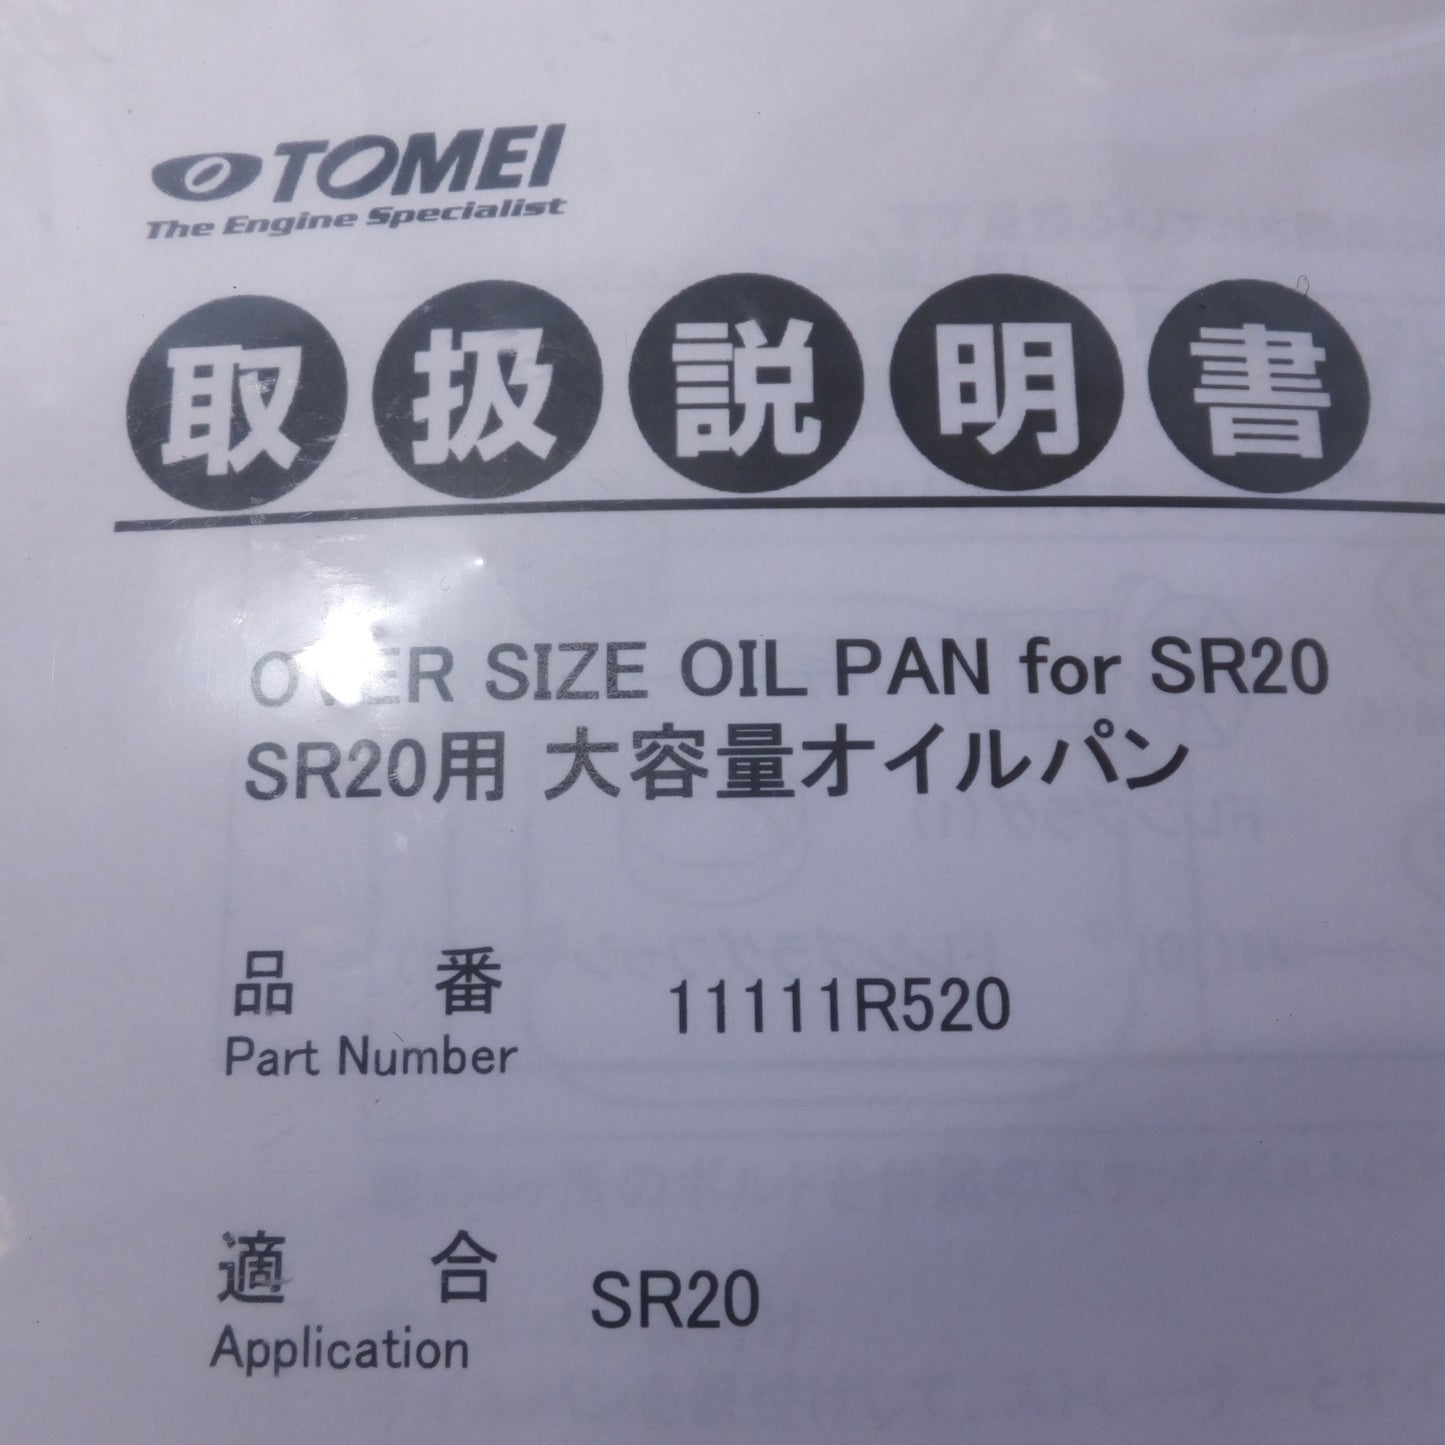 TOMEI
The Engine Specialist
取扱説明書
OVER SIZE OIL PAN for SR20
SR20用 大容量オイルパン
品番 11111R520
Part Number
適合 SR20
Application